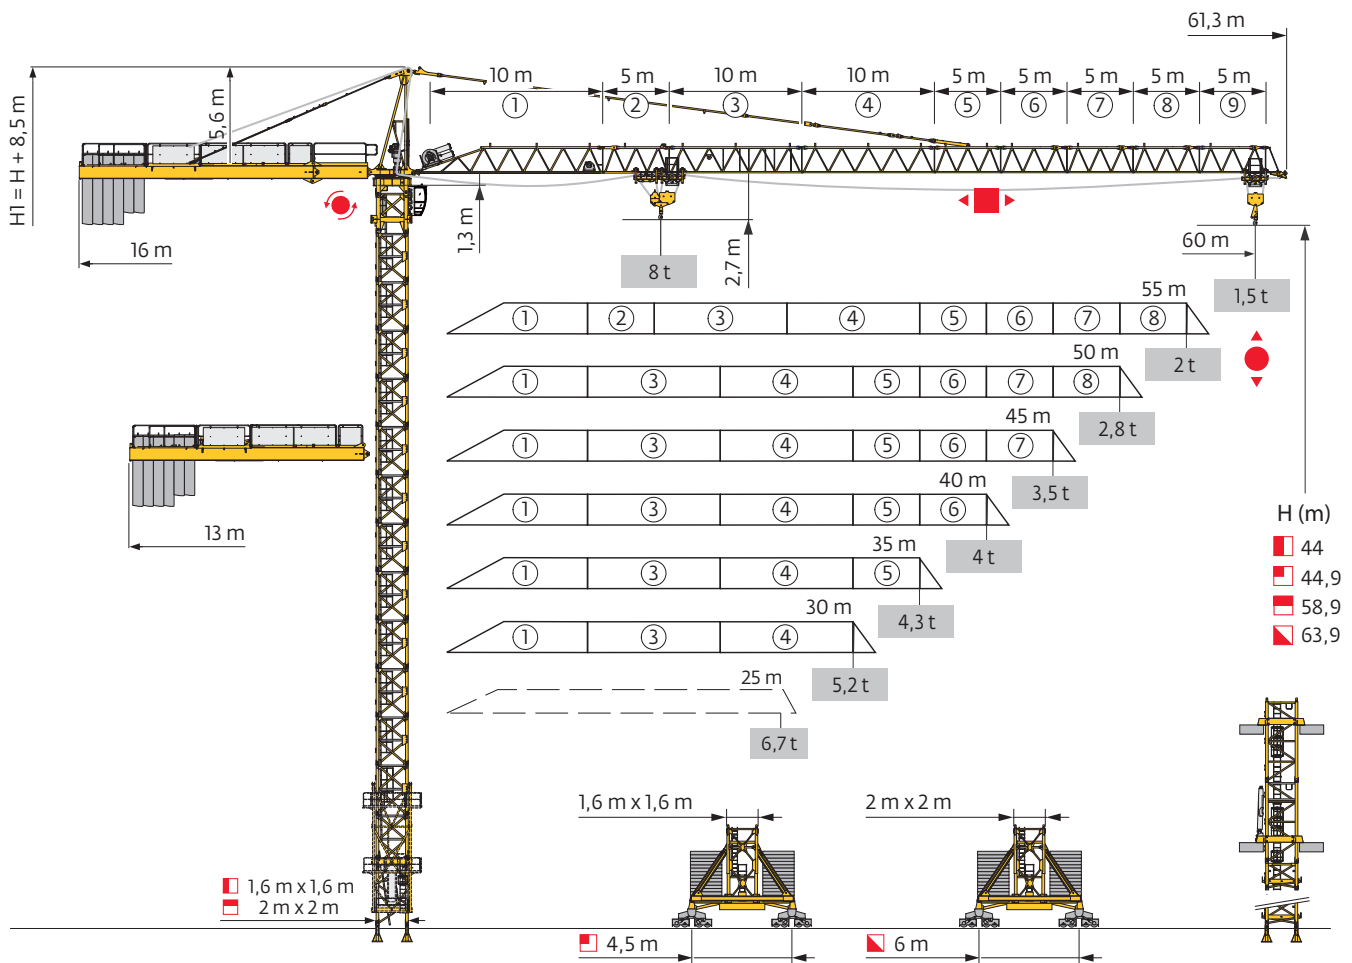 61,3 m
10 m
5 m
10 m
10 m
5 m
5 m
5 m
5 m
5 m
1
2
3
4
5
6
7
8
9
H1 = H + 8,5 m
5,6 m
16 m
1,3 m
2,7 m
8 t
60 m
1,5 t
55 m
1
2
3
4
5
6
7
8
2 t
50 m
1
3
4
5
6
7
8
2,8 t
45 m
1
3
4
5
6
7
3,5 t
40 m
1
3
4
5
6
4 t
35 m
1
3
4
5
4,3 t
30 m
1
3
4
5,2 t
25 m
6,7 t
13 m
H (m)
44
44,9
58,9
63,9
1,6 m x 1,6 m
2 m x 2 m
1,6 m x 1,6 m
2 m x 2 m
4,5 m
6 m